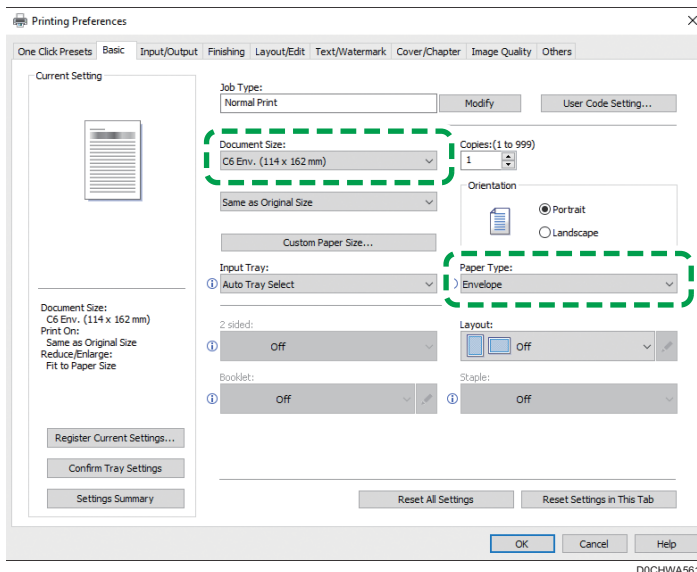 Printing Preferences
One Click Presets Basic Input/Output Finishing Layout/Edit Text/Watermark Cover/Chapter Image Quality Others
Current Setting
Job Type:
Normal Print
Modify
User Code Setting...
Document Size:
C6 Env. (114 x 162 mm)
Copies:(1 to 999)
1
Same as Original Size
Orientation
Portrait
Landscape
Custom Paper Size...
Input Tray:
Auto Tray Select
Paper Type:
Envelope
Document Size:
C6 Env. (114 x 162 mm)
Print On:
Same as Original Size
Reduce/Enlarge:
Fit to Paper Size
2 sided:
Off
Layout:
Off
Booklet:
Off
Staple:
Off
Register Current Settings...
Confirm Tray Settings
Settings Summary
Reset All Settings
Reset Settings in This Tab
OK
Cancel
Help